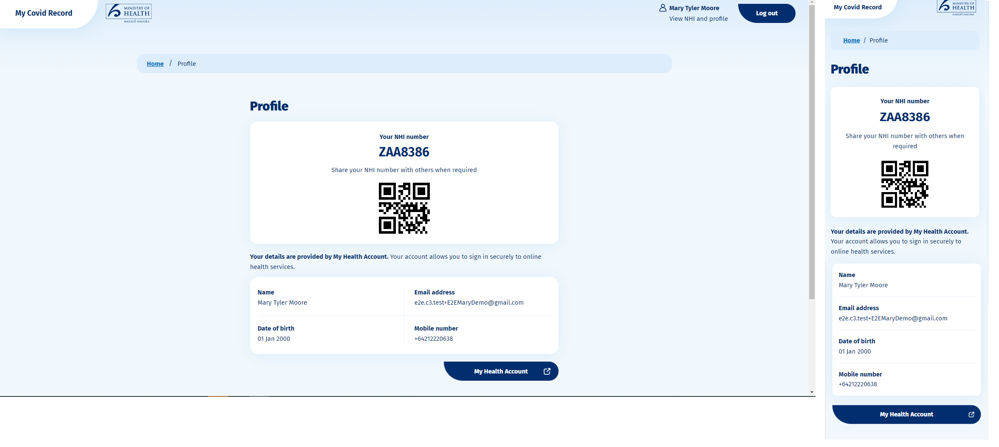 My Covid Record
MINISTRY OF
HEALTH
MANATŪ HAUORA
Mary Tyler Moore
View NHI and profile
Log out
Home / Profile
Profile
Your NHI number
ZAA8386
Share your NHI number with others when required
Your details are provided by My Health Account. Your account allows you to sign in securely to online
health services.
Name
Mary Tyler Moore
Email address
e2e.c3.test+E2EMaryDemo@gmail.com
Date of birth
01 Jan 2000
Mobile number
+64212220638
My Health Account
My Covid Record
MINISTRY OF
HEALTH
MANATŪ HAUORA
Home / Profile
Profile
Your NHI number
ZAA8386
Share your NHI number with others when
required
Your details are provided by My Health Account.
Your account allows you to sign in securely to
online health services.
Name
Mary Tyler Moore
Email address
e2e.c3.test+E2EMaryDemo@gmail.com
Date of birth
01 Jan 2000
Mobile number
+64212220638
My Health Account